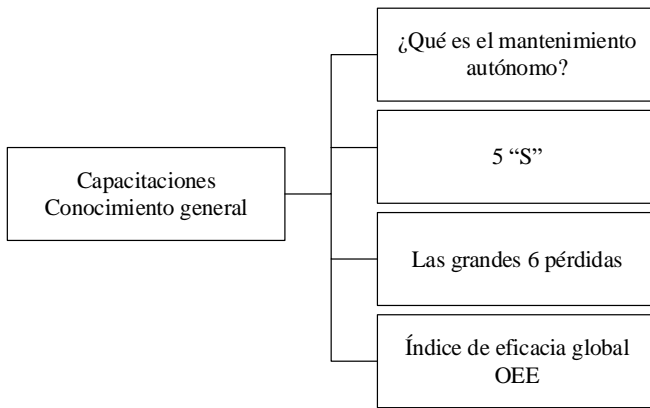 Capacitaciones
Conocimiento general
¿Qué es el mantenimiento
autónomo?
5 “S”
Las grandes 6 pérdidas
Índice de eficacia global
OEE